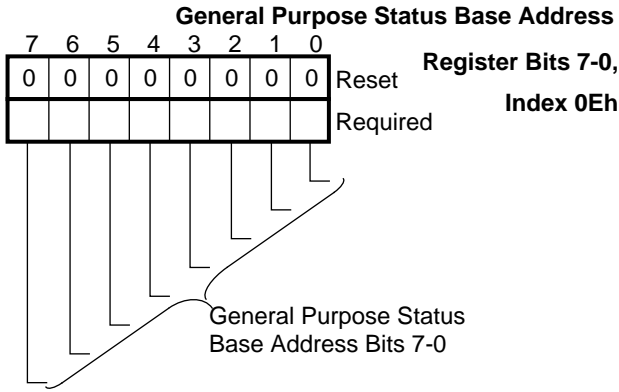 General Purpose Status Base Address
Register Bits 7-0,
Index 0Eh
7 6 5 4 3 2 1 0
0 0 0 0 0 0 0 0 Reset
Required
General Purpose Status
Base Address Bits 7-0